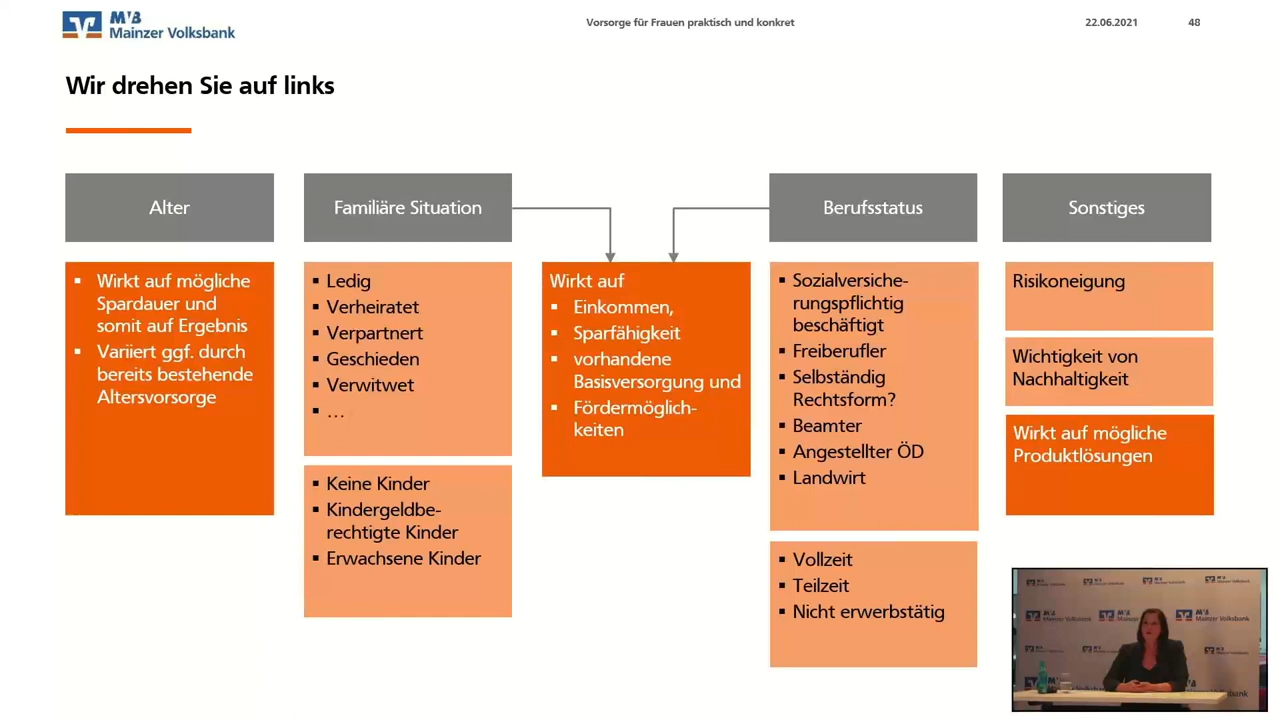 MVB
Mainzer Volksbank
Vorsorge für Frauen praktisch und konkret
22.06.2021
48
Wir drehen Sie auf links
Alter
▪ Wirkt auf mögliche
Spardauer und
somit auf Ergebnis
▪ Variiert ggf. durch
bereits bestehende
Altersvorsorge
Familiäre Situation
▪ Ledig
▪ Verheiratet
▪ Verpartnert
▪ Geschieden
▪ Verwitwet
▪ …
▪ Keine Kinder
▪ Kindergeldbe-
rechtigte Kinder
▪ Erwachsene Kinder
Wirkt auf
▪ Einkommen,
▪ Sparfähigkeit
▪ vorhandene
Basisversorgung und
▪ Fördermöglich-
keiten
Berufsstatus
▪ Sozialversiche-
rungspflichtig
beschäftigt
▪ Freiberufler
▪ Selbständig
Rechtsform?
▪ Beamter
▪ Angestellter ÖD
▪ Landwirt
▪ Vollzeit
▪ Teilzeit
▪ Nicht erwerbstätig
Sonstiges
Risikoneigung
Wichtigkeit von
Nachhaltigkeit
Wirkt auf mögliche
Produktlösungen
MVB
Mainzer Volksbank